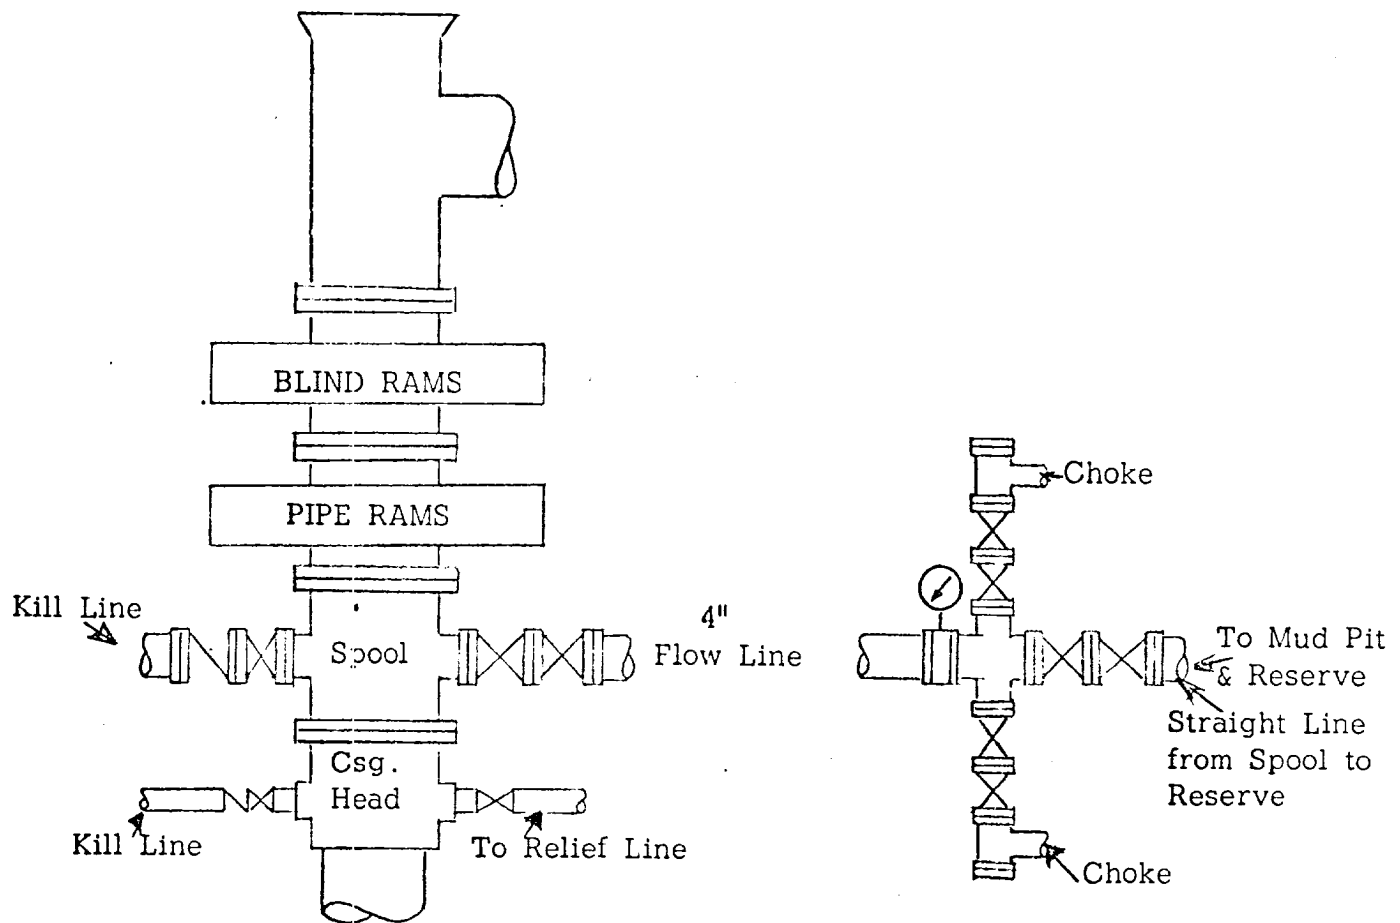 BLIND RAMS
PIPE RAMS
Kill Line
Spool
4"
Flow Line
Csg.
Head
Kill Line
To Relief Line
Choke
To Mud Pit
& Reserve
Straight Line
from Spool to
Reserve
Choke